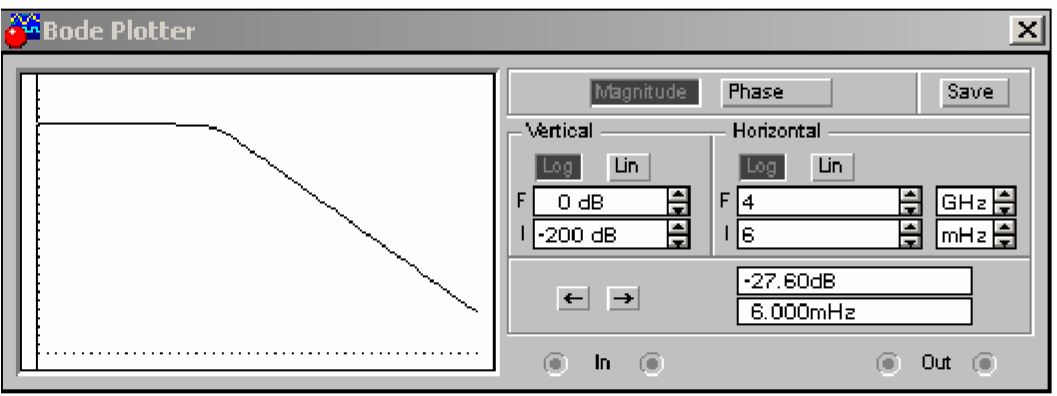 Bode Plotter
Magnitude Phase Save
Vertical Horizontal
Log Lin Log Lin
F 0 dB F 4 GHz
I -200 dB I 6 mHz
← →
-27.60dB
6.000mHz
In Out